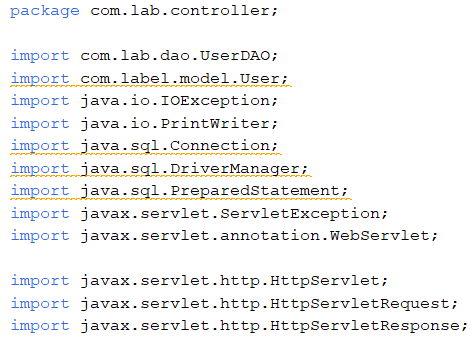 package com.lab.controller;
import com.lab.dao.UserDAO;
import com.label.model.User;
import java.io.IOException;
import java.io.PrintWriter;
import java.sql.Connection;
import java.sql.DriverManager;
import java.sql.PreparedStatement;
import javax.servlet.ServletException;
import javax.servlet.annotation.WebServlet;
import javax.servlet.http.HttpServlet;
import javax.servlet.http.HttpServletRequest;
import javax.servlet.http.HttpServletResponse;